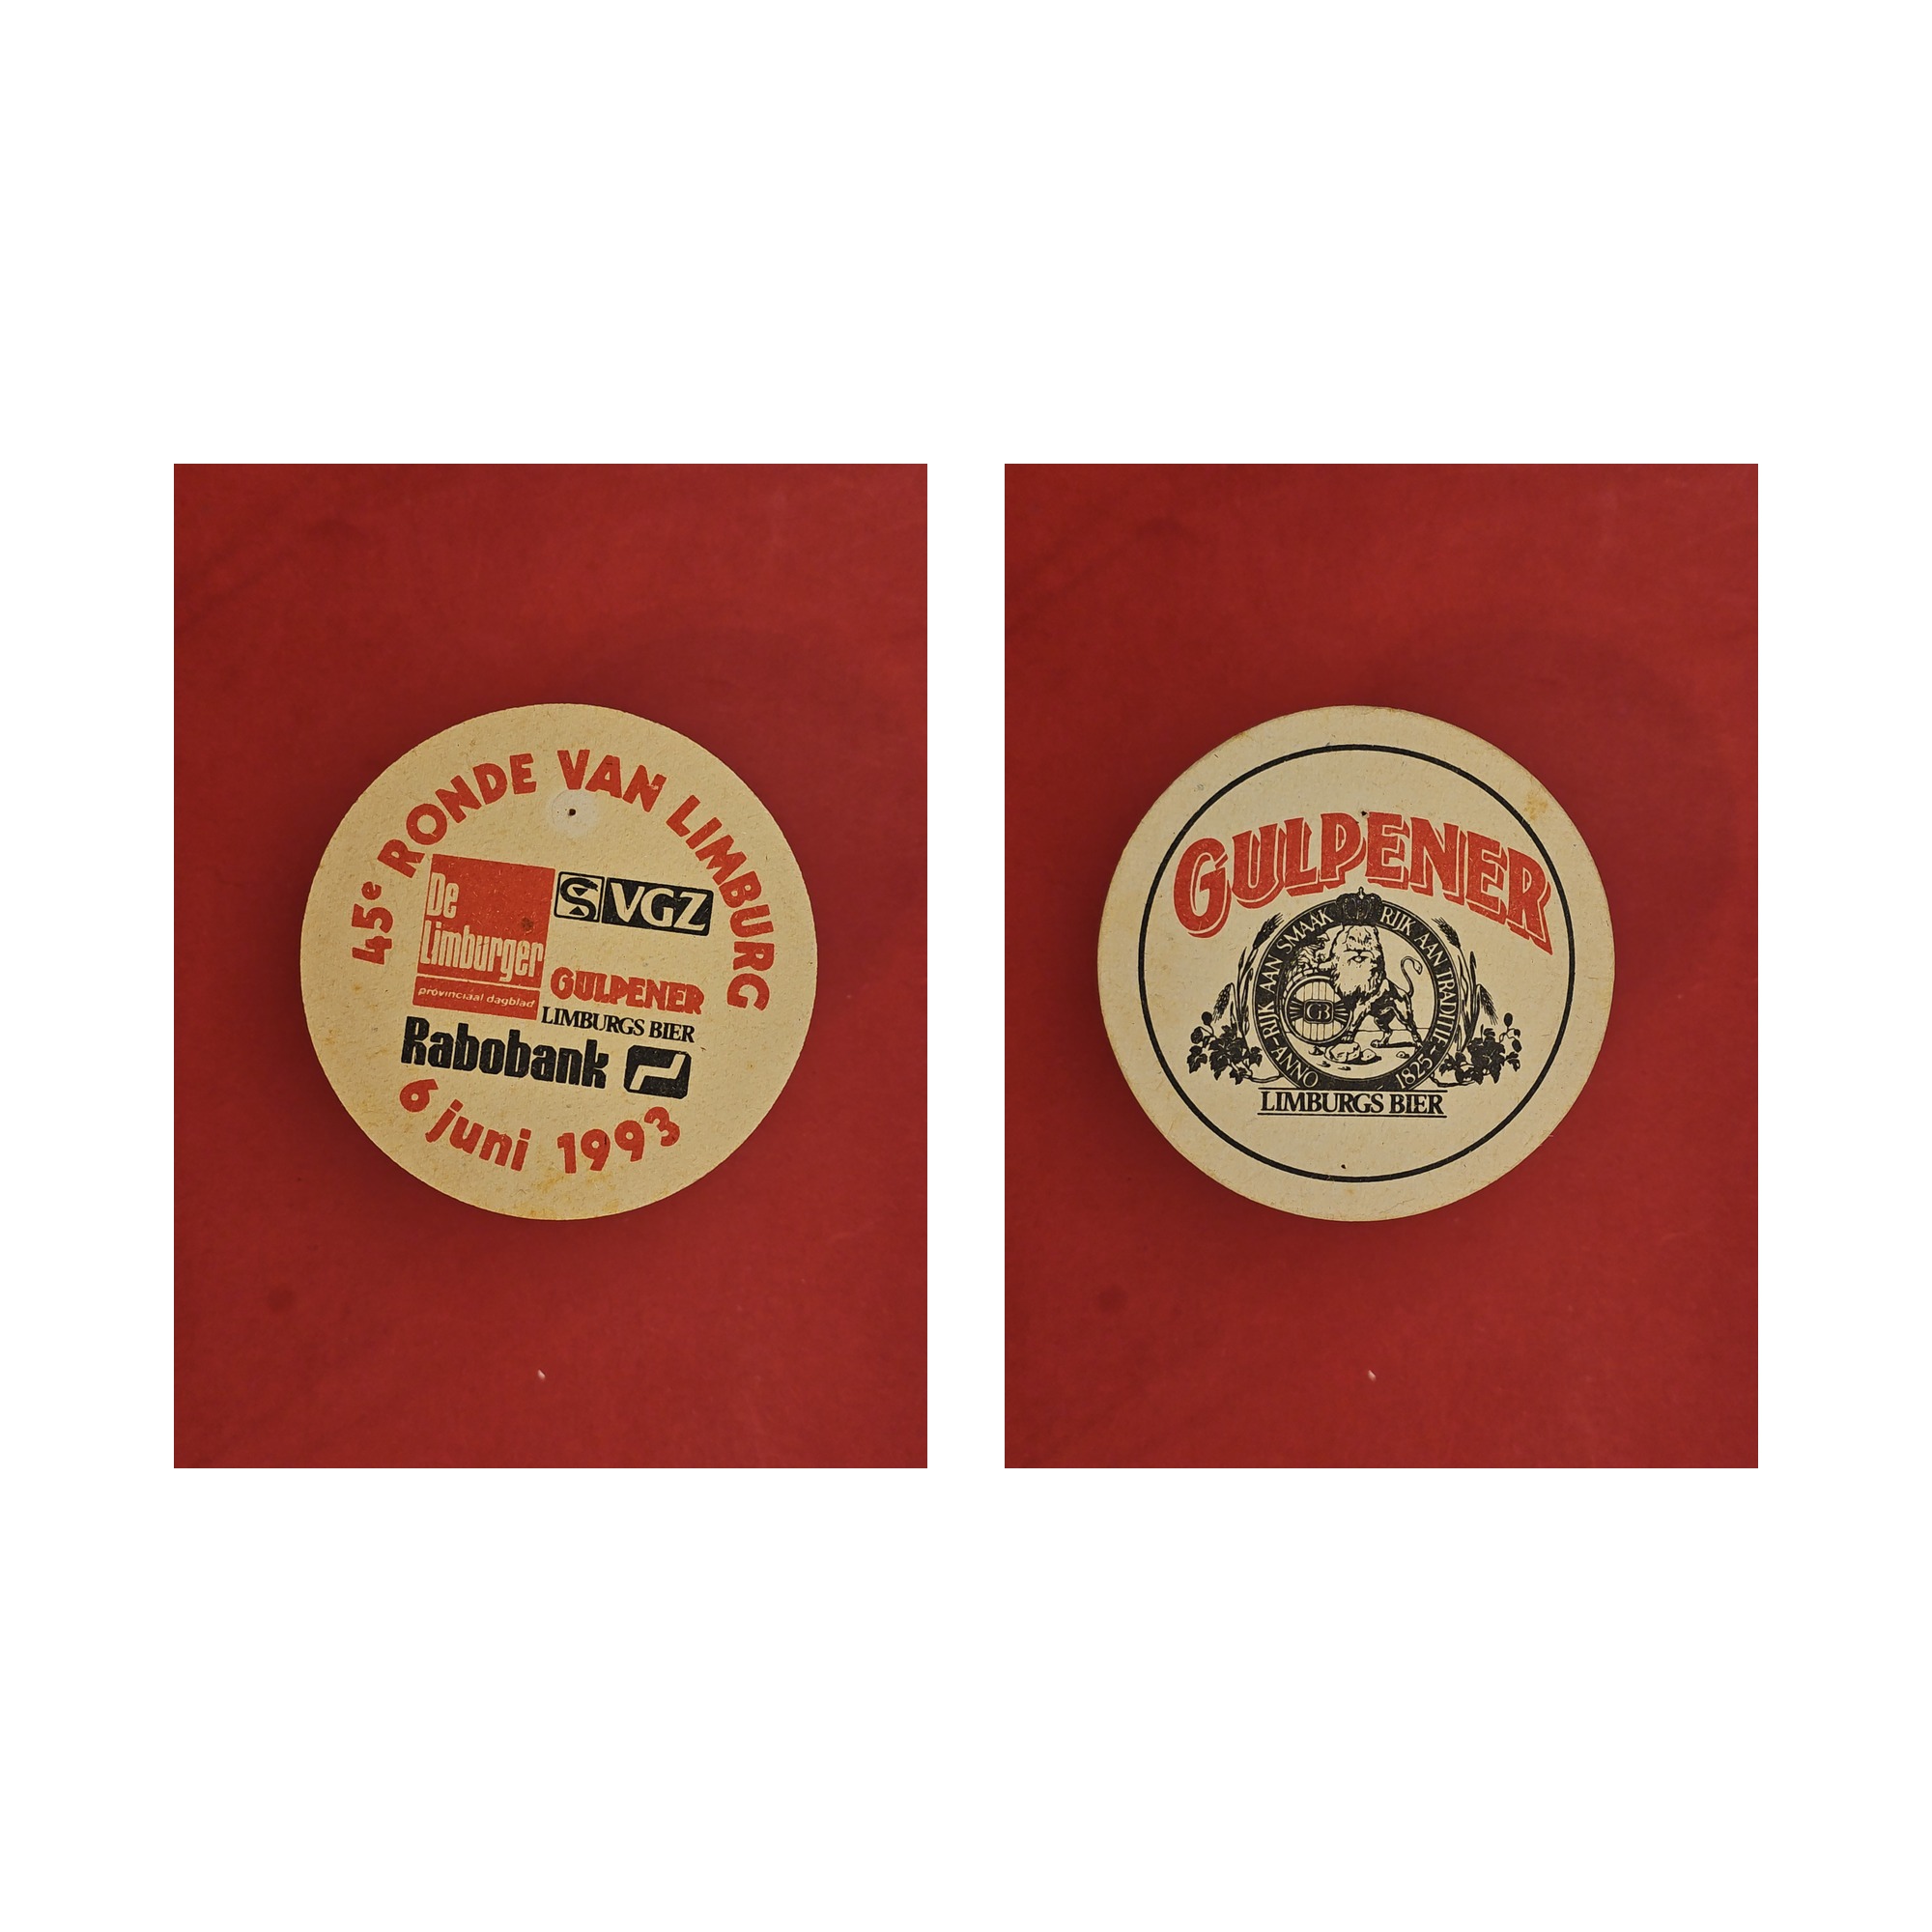 45e RONDE VAN LIMBURG
De
Limburger
provinciaal dagblad
S VGZ
GULPENER
LIMBURGS BIER
Rabobank
6 juni 1993
GULPENER
RIJK AAN SMAAK RIJK AAN TRADITIE
GB
ANNO 1825
LIMBURGS BIER